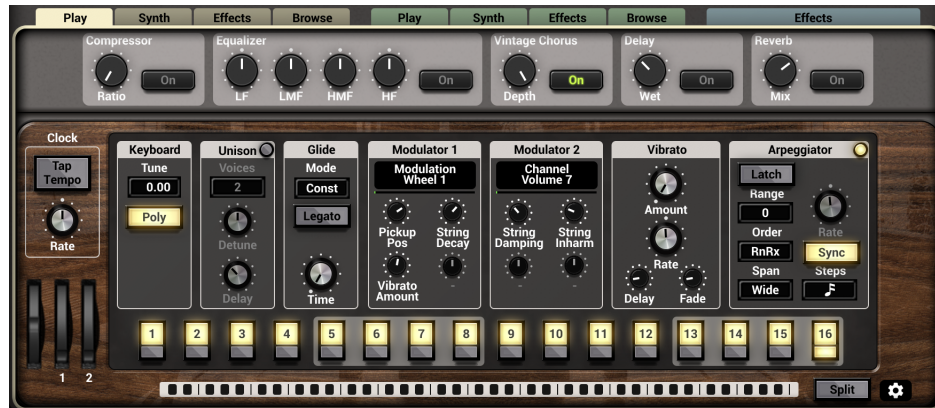 Play Synth Effects Browse Play Synth Effects Browse Effects
Compressor Equalizer Vintage Chorus Delay Reverb
On On On On On
Ratio LF LMF HMF HF Depth Wet Mix
Clock
Tap
Tempo
Rate
Keyboard
Tune
0.00
Poly
Unison
Voices
2
Detune
Delay
Glide
Mode
Const
Legato
Time
Modulator 1
Modulation
Wheel 1
Pickup
Pos
String
Decay
Vibrato
Amount
-
Modulator 2
Channel
Volume 7
String
Damping
String
Inharm
- -
Vibrato
Amount
Rate
Delay Fade
Arpeggiator
Latch
Range
0
Rate
Order
RnRx
Sync
Span
Steps
Wide
1 2 3 4 5 6 7 8 9 10 11 12 13 14 15 16
1 2
Split